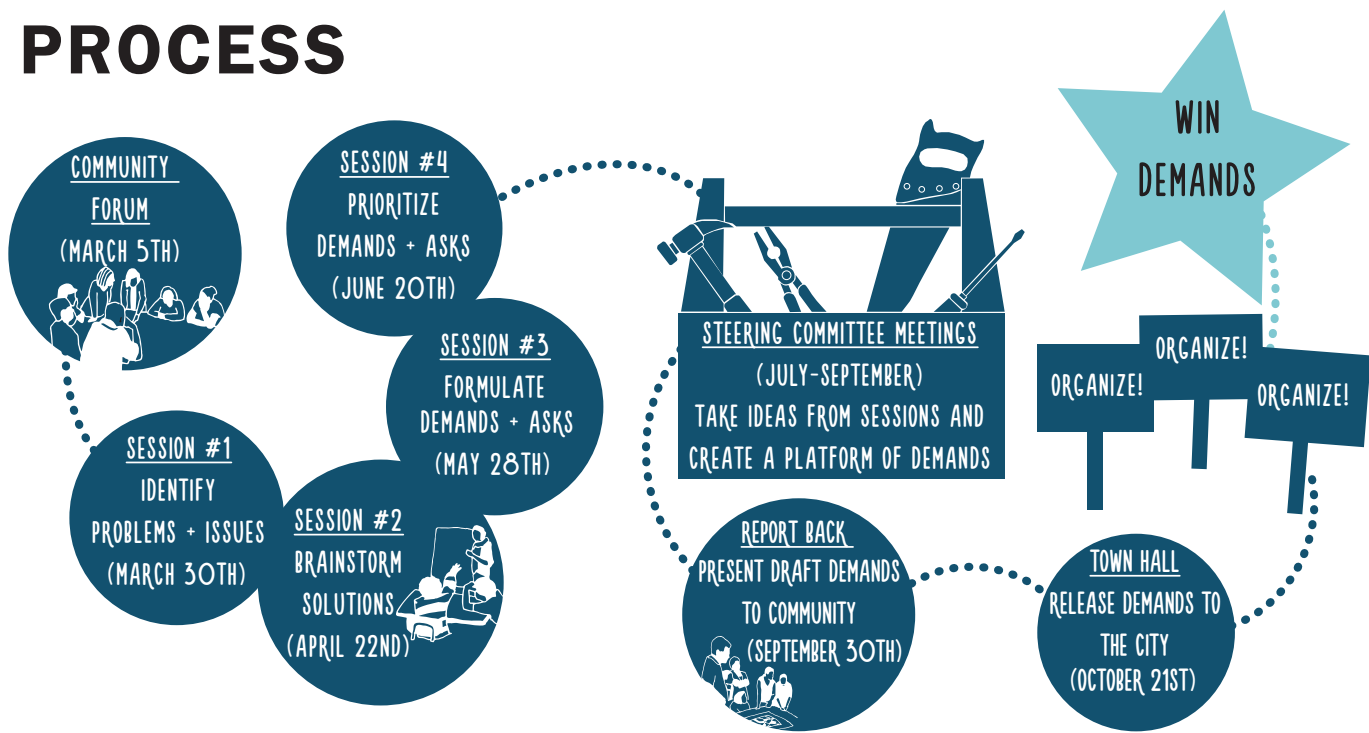 PROCESS
COMMUNITY
FORUM
(MARCH 5TH)
SESSION #1
IDENTIFY
PROBLEMS + ISSUES
(MARCH 30TH)
SESSION #2
BRAINSTORM
SOLUTIONS
(APRIL 22ND)
SESSION #3
FORMULATE
DEMANDS + ASKS
(MAY 28TH)
SESSION #4
PRIORITIZE
DEMANDS + ASKS
(JUNE 20TH)
STEERING COMMITTEE MEETINGS
(JULY-SEPTEMBER)
TAKE IDEAS FROM SESSIONS AND
CREATE A PLATFORM OF DEMANDS
REPORT BACK
PRESENT DRAFT DEMANDS
TO COMMUNITY
(SEPTEMBER 30TH)
TOWN HALL
RELEASE DEMANDS TO
THE CITY
(OCTOBER 21ST)
ORGANIZE!
ORGANIZE!
ORGANIZE!
WIN
DEMANDS